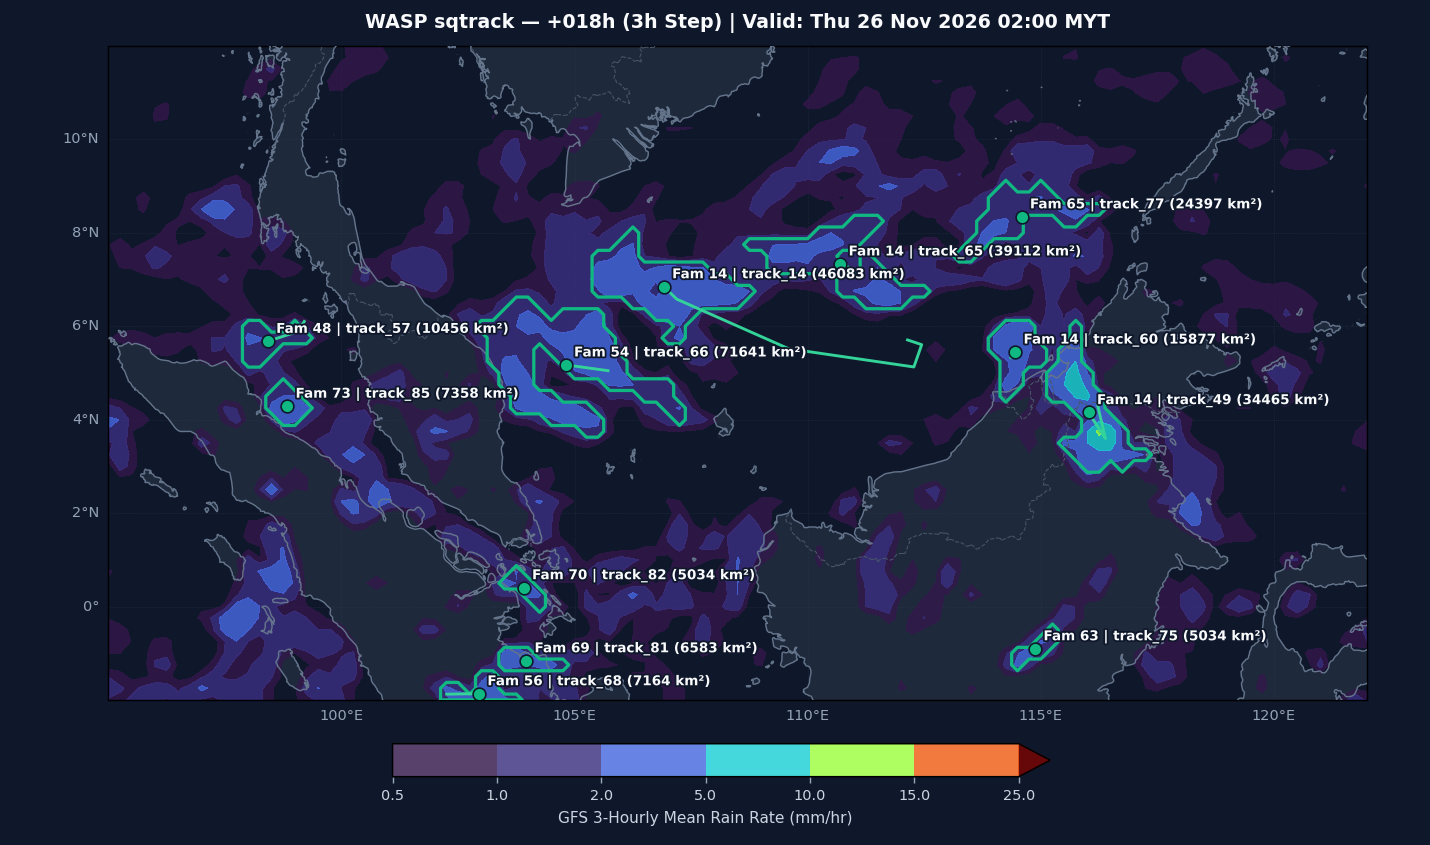 WASP sqtrack — +018h (3h Step) | Valid: Thu 26 Nov 2026 02:00 MYT
10°N
8°N
6°N
4°N
2°N
0°
Fam 65 | track_77 (24397 km²)
Fam 14 | track_65 (39112 km²)
Fam 14 | track_14 (46083 km²)
Fam 48 | track_57 (10456 km²)
Fam 14 | track_60 (15877 km²)
Fam 54 | track_66 (71641 km²)
Fam 73 | track_85 (7358 km²)
Fam 14 | track_49 (34465 km²)
Fam 70 | track_82 (5034 km²)
Fam 63 | track_75 (5034 km²)
Fam 69 | track_81 (6583 km²)
Fam 56 | track_68 (7164 km²)
100°E 105°E 110°E 115°E 120°E
0.5 1.0 2.0 5.0 10.0 15.0 25.0
GFS 3-Hourly Mean Rain Rate (mm/hr)